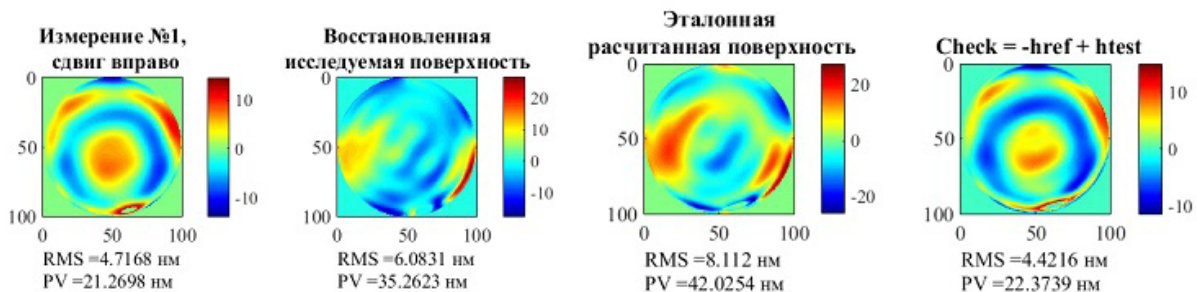 Измерение №1,
сдвиг вправо
0
50
100
0
50
100
10
0
-10
RMS =4.7168 нм
PV =21.2698 нм
Восстановленная
исследуемая поверхность
0
50
100
0
50
100
20
10
0
-10
RMS =6.0831 нм
PV =35.2623 нм
Эталонная
расчитанная поверхность
0
50
100
0
50
100
20
0
-20
RMS =8.112 нм
PV =42.0254 нм
Check = -href + htest
0
50
100
0
50
100
10
0
-10
RMS =4.4216 нм
PV =22.3739 нм